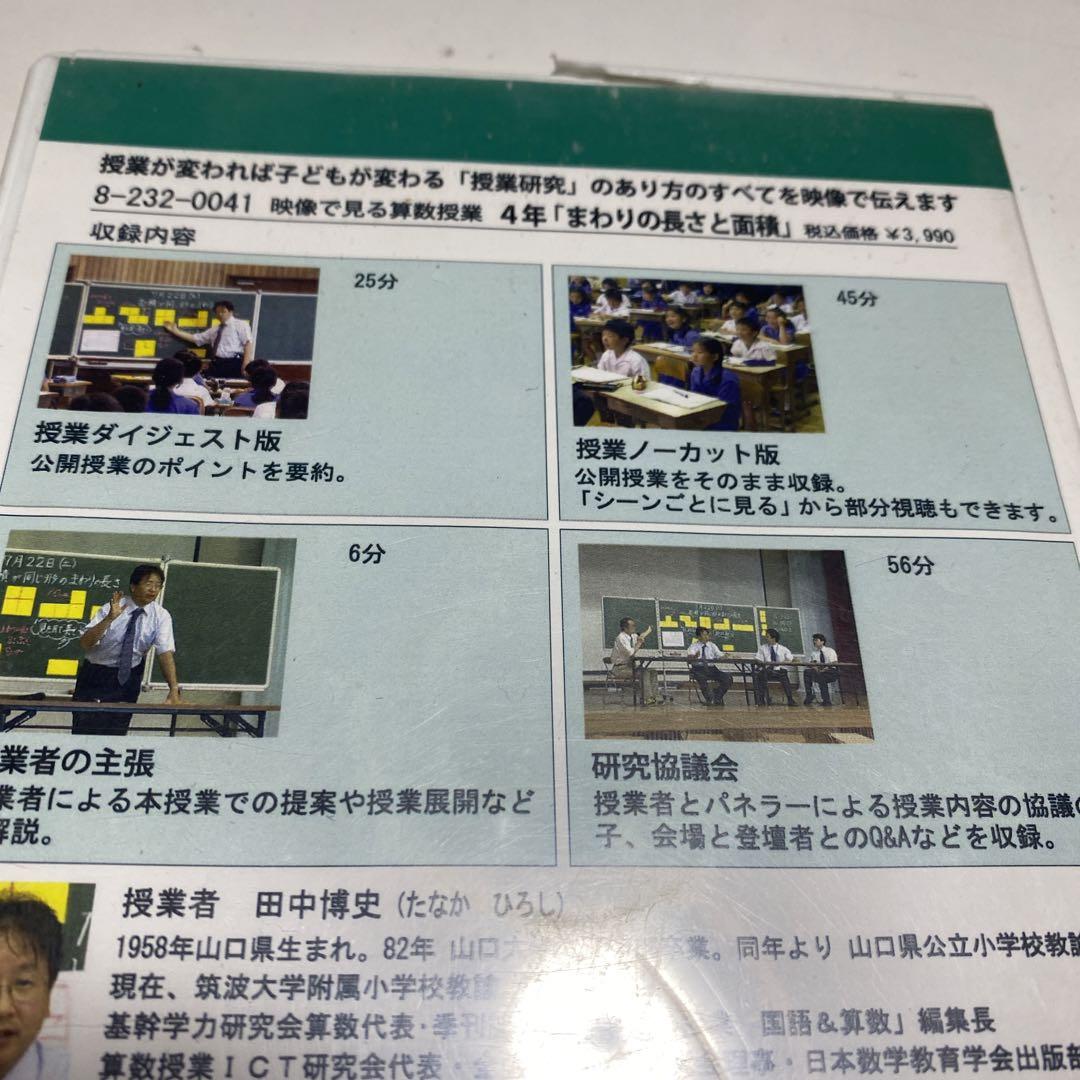 授業が変われば子どもが変わる「授業研究」のあり方のすべてを映像で伝えます
8-232-0041 映像で見る算数授業 4年「まわりの長さと面積」 税込価格 ¥3,990
収録内容
25分
授業ダイジェスト版
公開授業のポイントを要約。
45分
授業ノーカット版
公開授業をそのまま収録。
「シーンごとに見る」から部分視聴もできます。
7月22日(火)
6分
業者の主張
業者による本授業での提案や授業展開など
解説。
56分
研究協議会
授業者とパネラーによる授業内容の協議の
子、会場と登壇者とのQ&Aなどを収録。
授業者 田中博史(たなか ひろし)
1958年山口県生まれ。82年 山口大 卒業。同年より 山口県公立小学校教諭
現在、筑波大学附属小学校教諭
基幹学力研究会算数代表・季刊 国語&算数」編集長
算数授業ICT研究会代表・全 理事・日本数学教育学会出版部